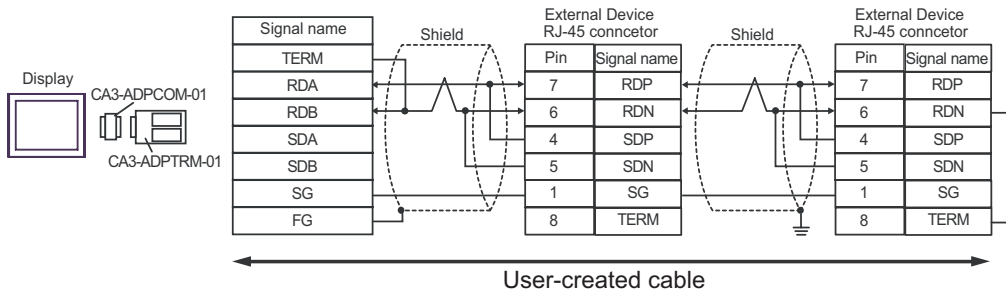 Display
CA3-ADPCOM-01
CA3-ADPTRM-01
Signal name
TERM
RDA
RDB
SDA
SDB
SG
FG
Shield
External Device
RJ-45 conncetor
Pin Signal name
7 RDP
6 RDN
4 SDP
5 SDN
1 SG
8 TERM
Shield
External Device
RJ-45 conncetor
Pin Signal name
7 RDP
6 RDN
4 SDP
5 SDN
1 SG
8 TERM
User-created cable